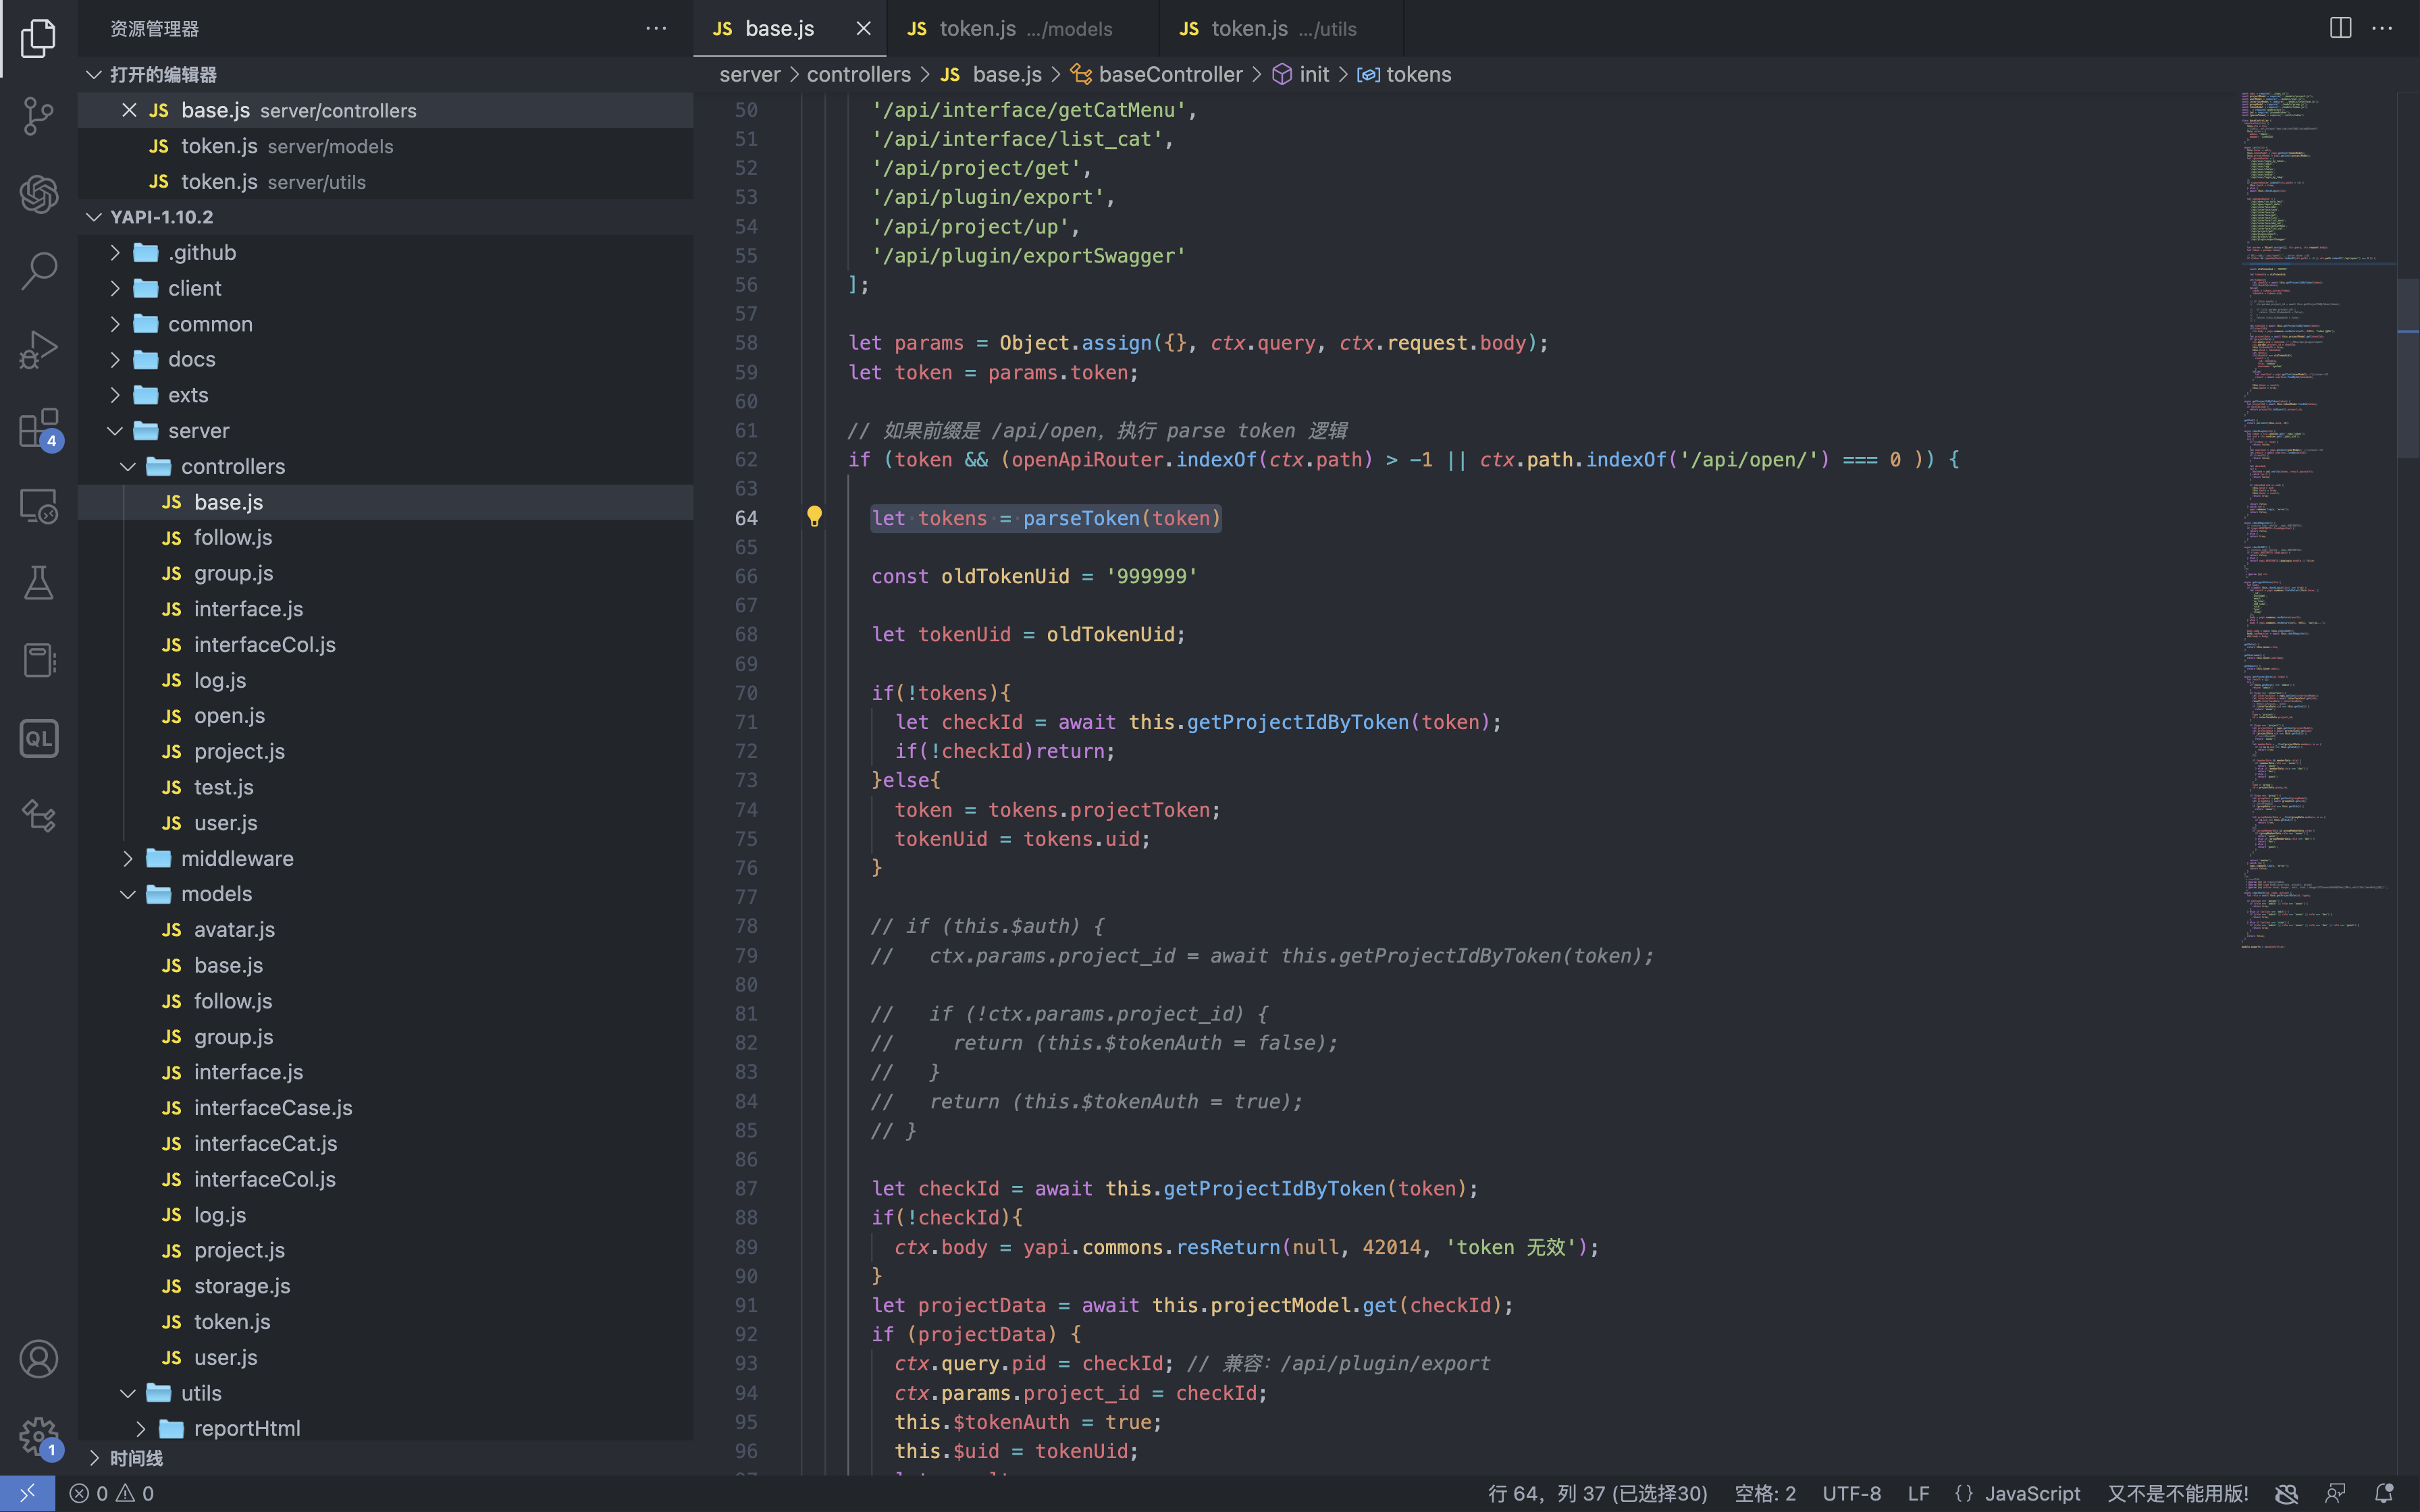 资源管理器
打开的编辑器
JS base.js server/controllers
JS token.js server/models
JS token.js server/utils
YAPI-1.10.2
.github
client
common
docs
exts
server
controllers
JS base.js
JS follow.js
JS group.js
JS interface.js
JS interfaceCol.js
JS log.js
JS open.js
JS project.js
JS test.js
JS user.js
middleware
models
JS avatar.js
JS base.js
JS follow.js
JS group.js
JS interface.js
JS interfaceCase.js
JS interfaceCat.js
JS interfaceCol.js
JS log.js
JS project.js
JS storage.js
JS token.js
JS user.js
utils
reportHtml
时间线
4
QL
1
JS base.js
JS token.js .../models
JS token.js .../utils
server > controllers > JS base.js > baseController > init > tokens
50 '/api/interface/getCatMenu',
51 '/api/interface/list_cat',
52 '/api/project/get',
53 '/api/plugin/export',
54 '/api/project/up',
55 '/api/plugin/exportSwagger'
56 ];
57
58 let params = Object.assign({}, ctx.query, ctx.request.body);
59 let token = params.token;
60
61 // 如果前缀是 /api/open，执行 parse token 逻辑
62 if (token && (openApiRouter.indexOf(ctx.path) > -1 || ctx.path.indexOf('/api/open/') === 0 )) {
63
64 let tokens = parseToken(token)
65
66 const oldTokenUid = '999999'
67
68 let tokenUid = oldTokenUid;
69
70 if(!tokens){
71 let checkId = await this.getProjectIdByToken(token);
72 if(!checkId)return;
73 }else{
74 token = tokens.projectToken;
75 tokenUid = tokens.uid;
76 }
77
78 // if (this.$auth) {
79 //   ctx.params.project_id = await this.getProjectIdByToken(token);
80
81 //   if (!ctx.params.project_id) {
82 //     return (this.$tokenAuth = false);
83 //   }
84 //   return (this.$tokenAuth = true);
85 // }
86
87 let checkId = await this.getProjectIdByToken(token);
88 if(!checkId){
89 ctx.body = yapi.commons.resReturn(null, 42014, 'token 无效');
90 }
91 let projectData = await this.projectModel.get(checkId);
92 if (projectData) {
93 ctx.query.pid = checkId; // 兼容：/api/plugin/export
94 ctx.params.project_id = checkId;
95 this.$tokenAuth = true;
96 this.$uid = tokenUid;
0 0
行 64，列 37 (已选择30)
空格: 2
UTF-8
LF
{} JavaScript
又不是不能用版!